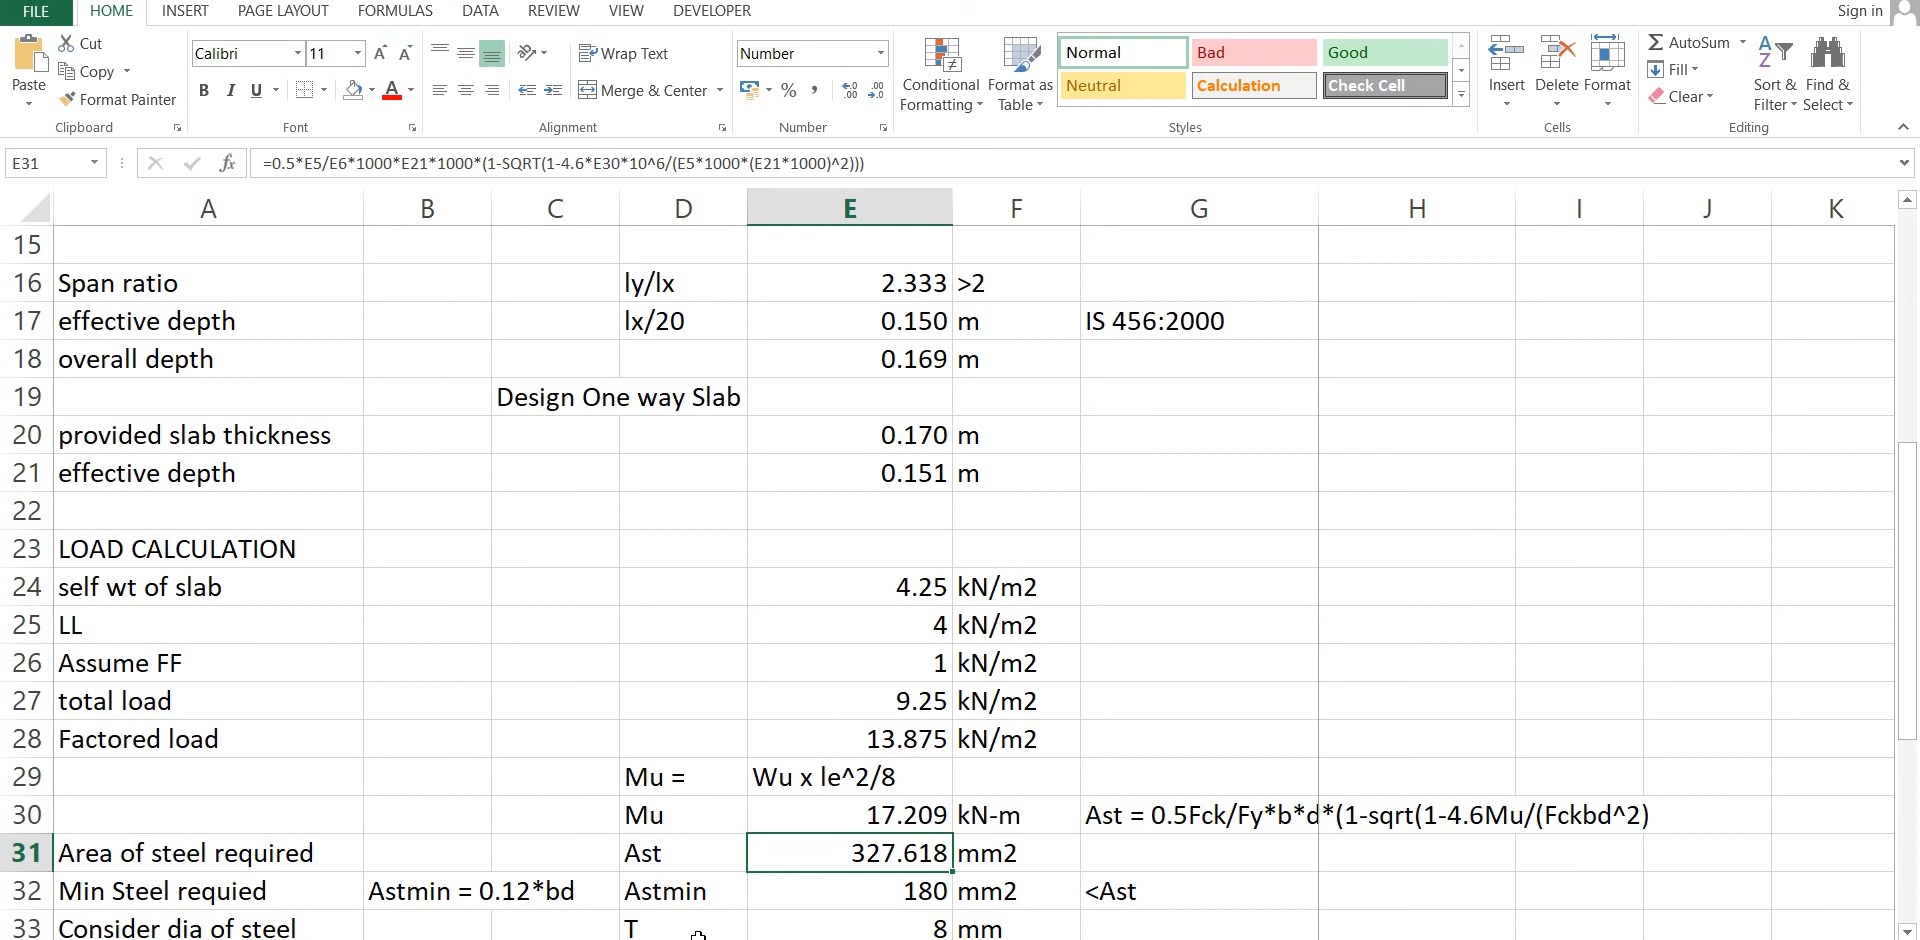 FILE HOME INSERT PAGE LAYOUT FORMULAS DATA REVIEW VIEW DEVELOPER Sign in
Cut
Copy
Format Painter
Paste
Clipboard
Calibri 11
B I U
Font
Wrap Text
Merge & Center
Alignment
Number
%
Number
Conditional Formatting
Format as Table
Normal Bad Good
Neutral Calculation Check Cell
Styles
Insert Delete Format
Cells
AutoSum
Fill
Clear
Sort & Filter
Find & Select
Editing
E31 fx =0.5*E5/E6*1000*E21*1000*(1-SQRT(1-4.6*E30*10^6/(E5*1000*(E21*1000)^2)))
A B C D E F G H I J K
15
16 Span ratio ly/lx 2.333 >2
17 effective depth lx/20 0.150 m IS 456:2000
18 overall depth 0.169 m
19 Design One way Slab
20 provided slab thickness 0.170 m
21 effective depth 0.151 m
22
23 LOAD CALCULATION
24 self wt of slab 4.25 kN/m2
25 LL 4 kN/m2
26 Assume FF 1 kN/m2
27 total load 9.25 kN/m2
28 Factored load 13.875 kN/m2
29 Mu = Wu x le^2/8
30 Mu 17.209 kN-m Ast = 0.5Fck/Fy*b*d*(1-sqrt(1-4.6Mu/(Fckbd^2)
31 Area of steel required Ast 327.618 mm2
32 Min Steel requied Astmin = 0.12*bd Astmin 180 mm2 <Ast
33 Consider dia of steel T 8 mm